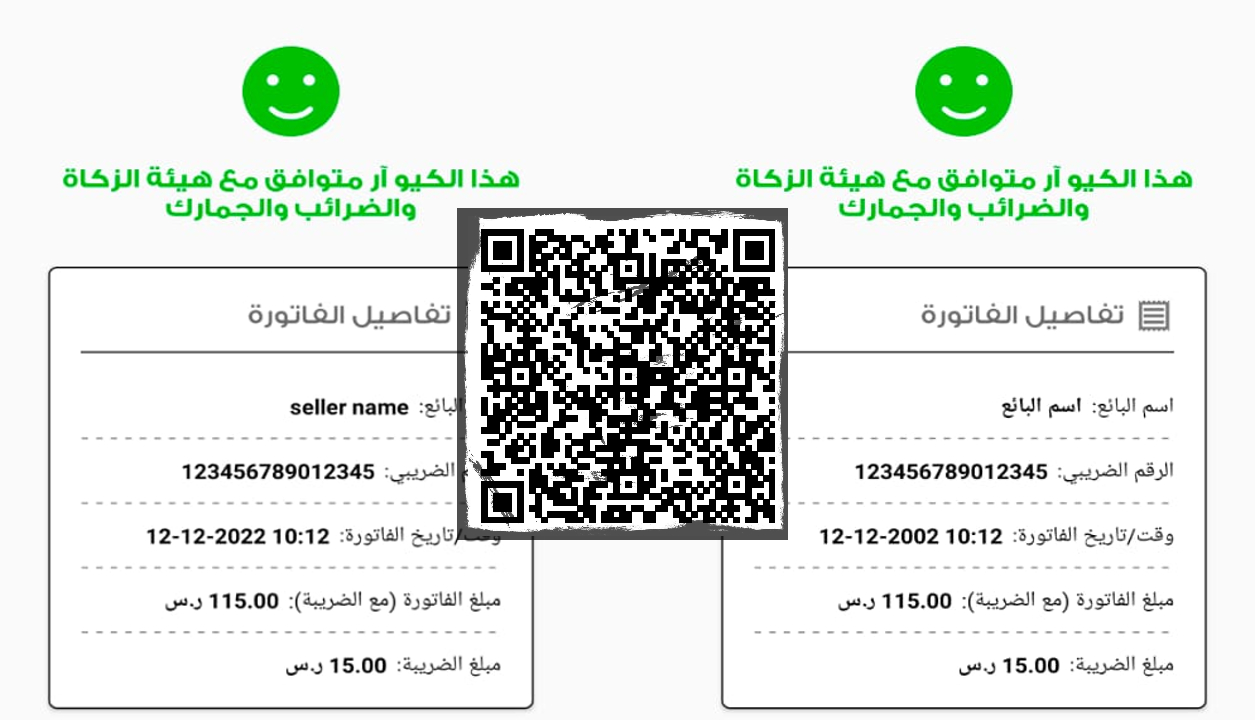 هذا الكيو آر متوافق مع هيئة الزكاة
والضرائب والجمارك
تفاصيل الفاتورة
اسم البائع: اسم البائع
الرقم الضريبي: 123456789012345
وقت/تاريخ الفاتورة: 12-12-2002 10:12
مبلغ الفاتورة (مع الضريبة): 115.00 ر.س
مبلغ الضريبة: 15.00 ر.س
هذا الكيو آر متوافق مع هيئة الزكاة
والضرائب والجمارك
تفاصيل الفاتورة
البائع: seller name
الضريبي: 123456789012345
وقت/تاريخ الفاتورة: 12-12-2022 10:12
مبلغ الفاتورة (مع الضريبة): 115.00 ر.س
مبلغ الضريبة: 15.00 ر.س